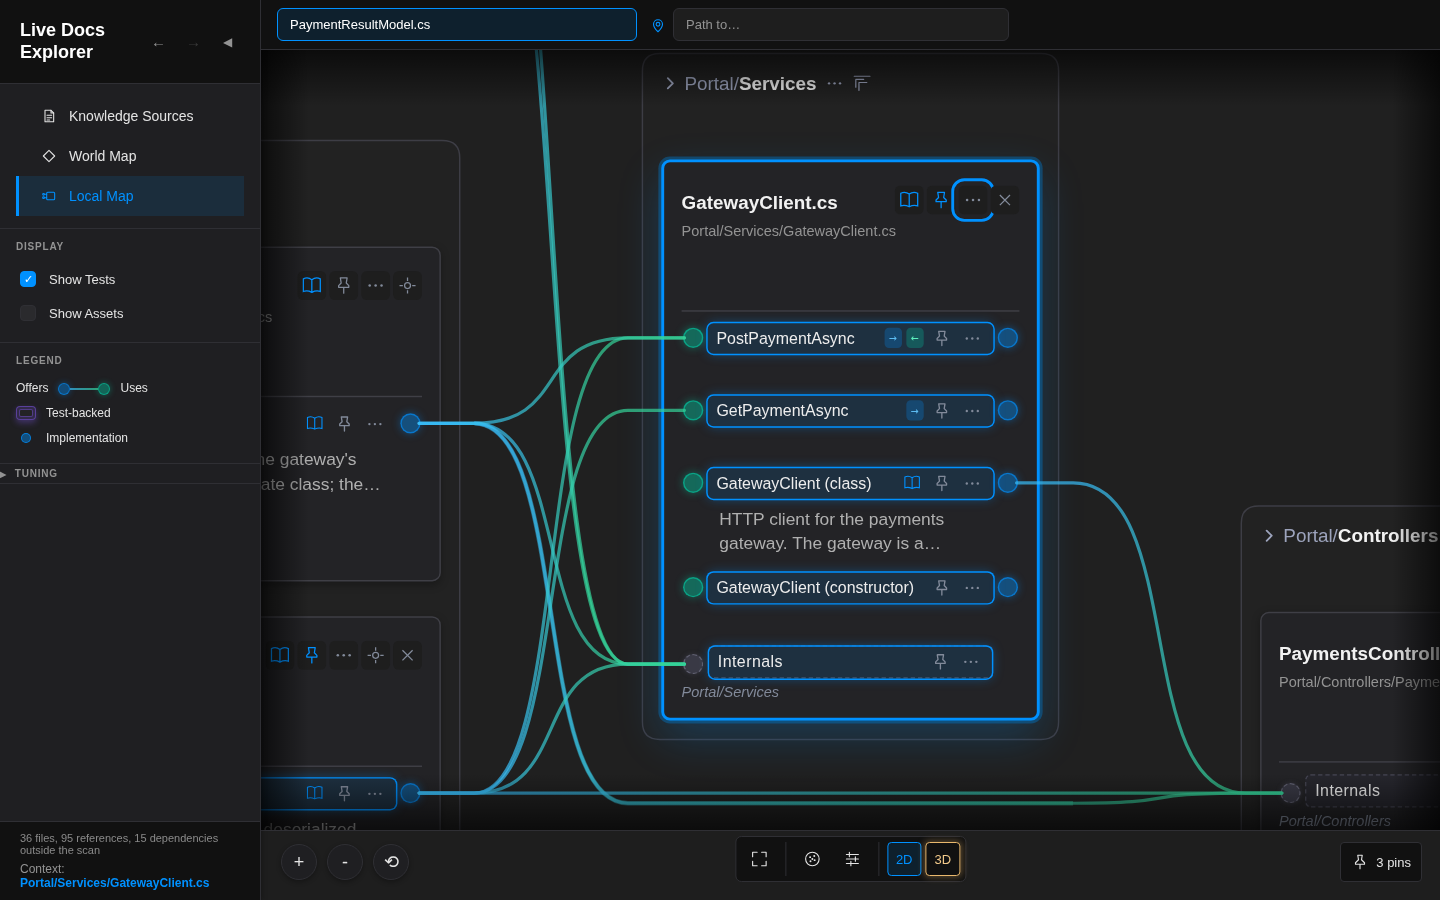 Live Docs
Explorer
← → ◀
Knowledge Sources
World Map
Local Map
DISPLAY
✓ Show Tests
Show Assets
LEGEND
Offers Uses
Test-backed
Implementation
▶ TUNING
36 files, 95 references, 15 dependencies
outside the scan
Context:
Portal/Services/GatewayClient.cs
PaymentResultModel.cs
Path to…
Portal/Services
GatewayClient.cs
Portal/Services/GatewayClient.cs
PostPaymentAsync → ←
GetPaymentAsync →
GatewayClient (class)
HTTP client for the payments
gateway. The gateway is a…
GatewayClient (constructor)
Internals
Portal/Services
cs
he gateway's
ate class; the…
deserialized
Portal/Controllers
PaymentsControll
Portal/Controllers/Payme
Internals
Portal/Controllers
+ - ⟲
2D 3D
3 pins